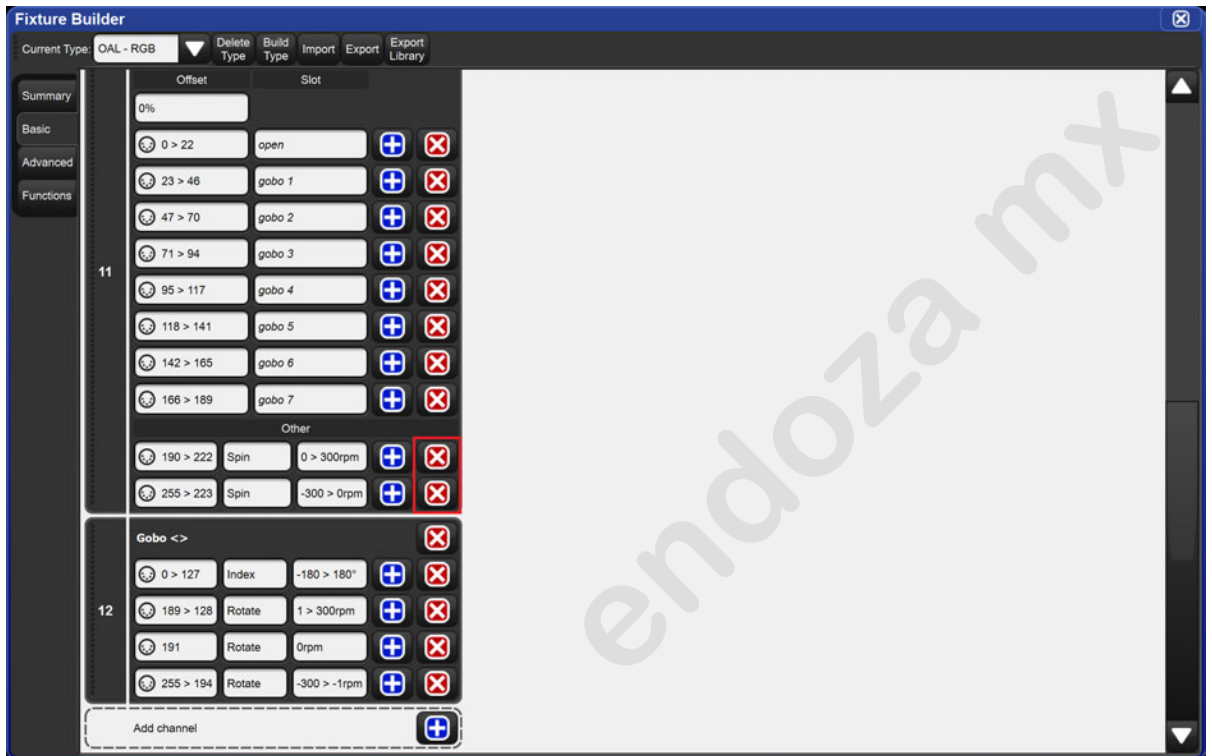 Fixture Builder
Current Type: OAL - RGB Delete Type Build Type Import Export Export Library
Summary
Basic
Advanced
Functions
Offset Slot
0%
0 > 22 open
23 > 46 gobo 1
47 > 70 gobo 2
71 > 94 gobo 3
11
95 > 117 gobo 4
118 > 141 gobo 5
142 > 165 gobo 6
166 > 189 gobo 7
Other
190 > 222 Spin 0 > 300rpm
255 > 223 Spin -300 > 0rpm
Gobo <>
0 > 127 Index -180 > 180°
12 189 > 128 Rotate 1 > 300rpm
191 Rotate 0rpm
255 > 194 Rotate -300 > -1rpm
Add channel
endoza mx